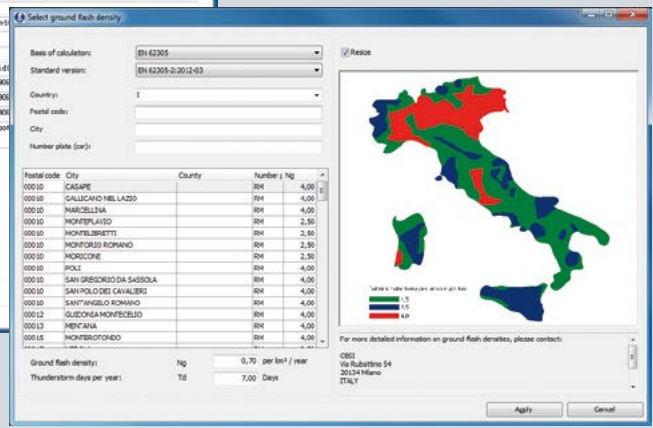 Select ground flash density
Basis of calculation: EN 62305
Standard version: EN 62305-2:2012-03
Country: I
Postal code:
City
Number plate (car):
Postal code City County Number p Ng
00010 CASAPE RM 4,00
00010 GALLICANO NEL LAZIO RM 4,00
00010 MARCELLINA RM 4,00
00010 MONTEFLAVIO RM 2,50
00010 MONTELIBRETTI RM 2,50
00010 MONTORIO ROMANO RM 2,50
00010 MORICONE RM 2,50
00010 POLI RM 4,00
00010 SAN GREGORIO DA SASSOLA RM 4,00
00010 SAN POLO DEI CAVALIERI RM 4,00
00010 SANT'ANGELO ROMANO RM 4,00
00012 GUIDONIA MONTECELIO RM 4,00
00013 MENTANA RM 4,00
00015 MONTEROTONDO RM 4,00
Ground flash density: Ng 0,70 per km² / year
Thunderstorm days per year: Td 7,00 Days
Resize
1,5
2,5
4,0
For more detailed information on ground flash densities, please contact:
CESI
Via Rubattino 54
20134 Milano
ITALY
Apply Cancel